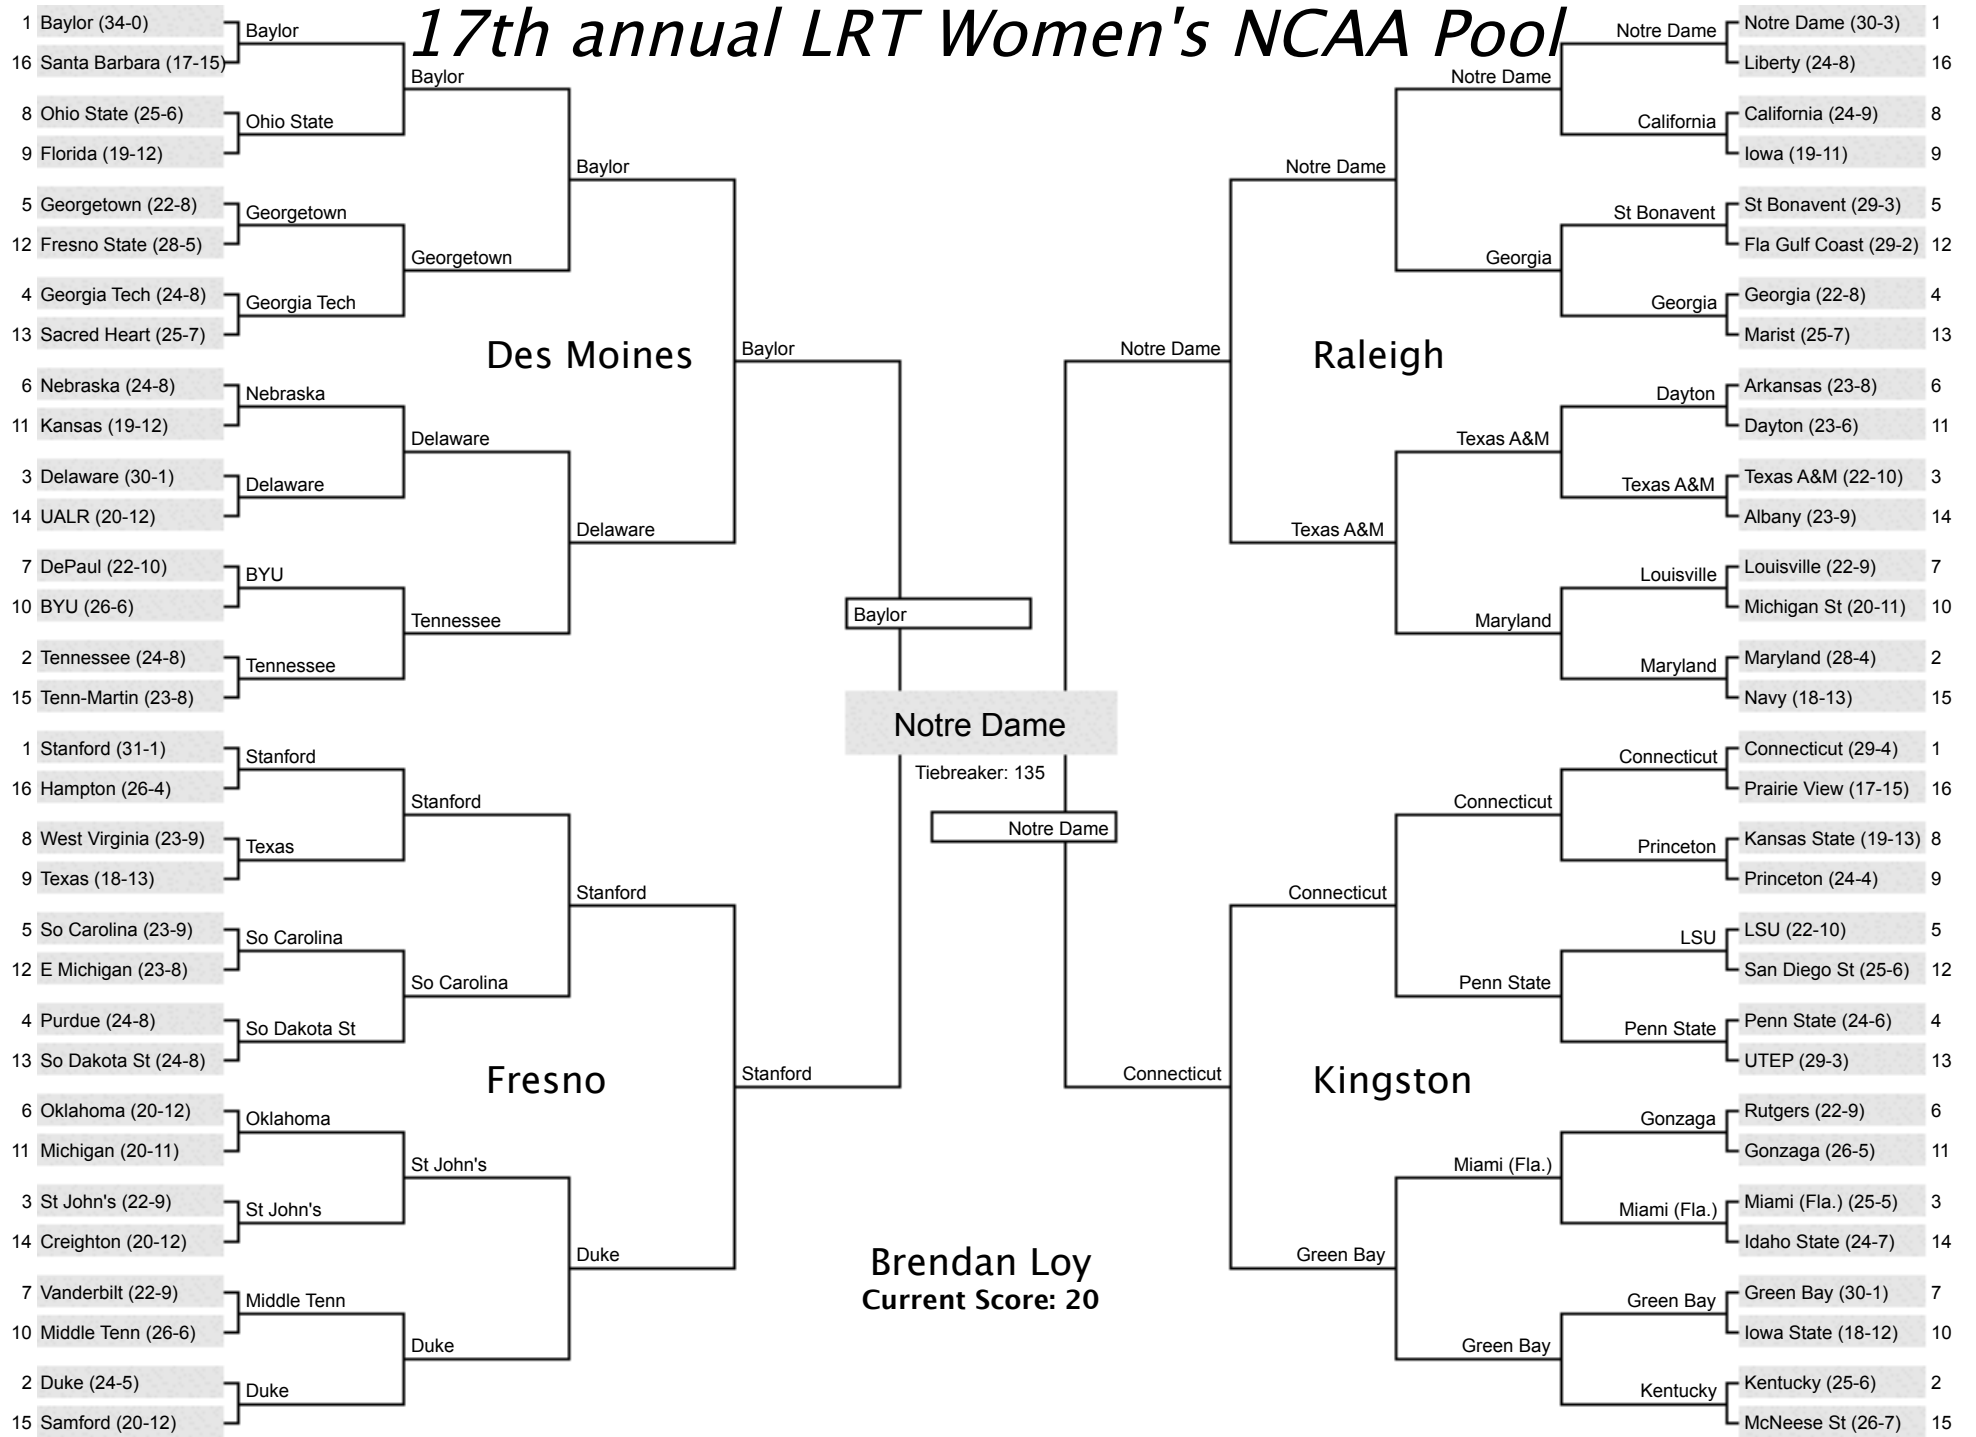 17th annual LRT Women's NCAA Pool
1 Baylor (34-0)
16 Santa Barbara (17-15)
8 Ohio State (25-6)
9 Florida (19-12)
5 Georgetown (22-8)
12 Fresno State (28-5)
4 Georgia Tech (24-8)
13 Sacred Heart (25-7)
6 Nebraska (24-8)
11 Kansas (19-12)
3 Delaware (30-1)
14 UALR (20-12)
7 DePaul (22-10)
10 BYU (26-6)
2 Tennessee (24-8)
15 Tenn-Martin (23-8)
Baylor
Ohio State
Georgetown
Georgia Tech
Nebraska
Delaware
BYU
Tennessee
Baylor
Georgetown
Delaware
Tennessee
Baylor
Delaware
Des Moines
Baylor
1 Stanford (31-1)
16 Hampton (26-4)
8 West Virginia (23-9)
9 Texas (18-13)
5 So Carolina (23-9)
12 E Michigan (23-8)
4 Purdue (24-8)
13 So Dakota St (24-8)
6 Oklahoma (20-12)
11 Michigan (20-11)
3 St John's (22-9)
14 Creighton (20-12)
7 Vanderbilt (22-9)
10 Middle Tenn (26-6)
2 Duke (24-5)
15 Samford (20-12)
Stanford
Texas
So Carolina
So Dakota St
Oklahoma
St John's
Middle Tenn
Duke
Stanford
So Carolina
St John's
Duke
Stanford
Duke
Fresno
Stanford
Baylor
Notre Dame
Tiebreaker: 135
Notre Dame
Brendan Loy
Current Score: 20
Notre Dame
Raleigh
Notre Dame
Texas A&M
Notre Dame
Georgia
Texas A&M
Maryland
Notre Dame
California
St Bonavent
Georgia
Dayton
Texas A&M
Louisville
Maryland
Notre Dame (30-3) 1
Liberty (24-8) 16
California (24-9) 8
Iowa (19-11) 9
St Bonavent (29-3) 5
Fla Gulf Coast (29-2) 12
Georgia (22-8) 4
Marist (25-7) 13
Arkansas (23-8) 6
Dayton (23-6) 11
Texas A&M (22-10) 3
Albany (23-9) 14
Louisville (22-9) 7
Michigan St (20-11) 10
Maryland (28-4) 2
Navy (18-13) 15
Connecticut
Kingston
Connecticut
Green Bay
Connecticut
Penn State
Miami (Fla.)
Green Bay
Connecticut
Princeton
LSU
Penn State
Gonzaga
Miami (Fla.)
Green Bay
Kentucky
Connecticut (29-4) 1
Prairie View (17-15) 16
Kansas State (19-13) 8
Princeton (24-4) 9
LSU (22-10) 5
San Diego St (25-6) 12
Penn State (24-6) 4
UTEP (29-3) 13
Rutgers (22-9) 6
Gonzaga (26-5) 11
Miami (Fla.) (25-5) 3
Idaho State (24-7) 14
Green Bay (30-1) 7
Iowa State (18-12) 10
Kentucky (25-6) 2
McNeese St (26-7) 15